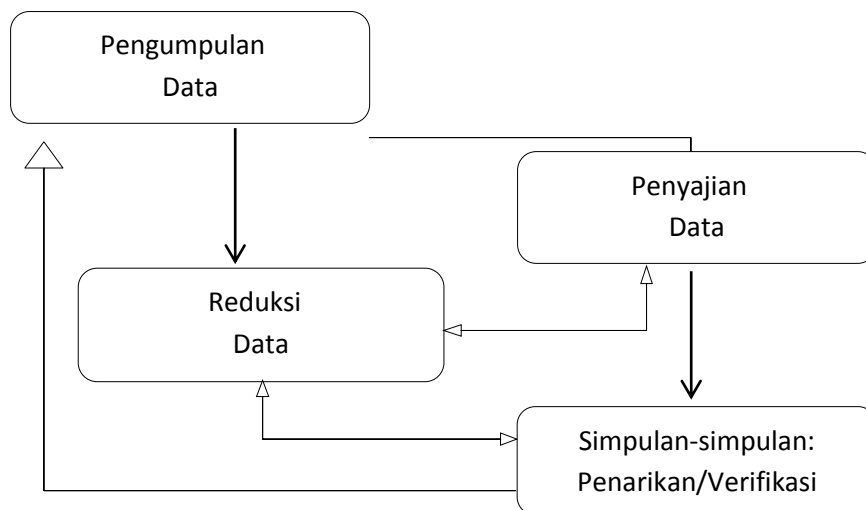 Pengumpulan
Data
Penyajian
Data
Reduksi
Data
Simpulan-simpulan:
Penarikan/Verifikasi